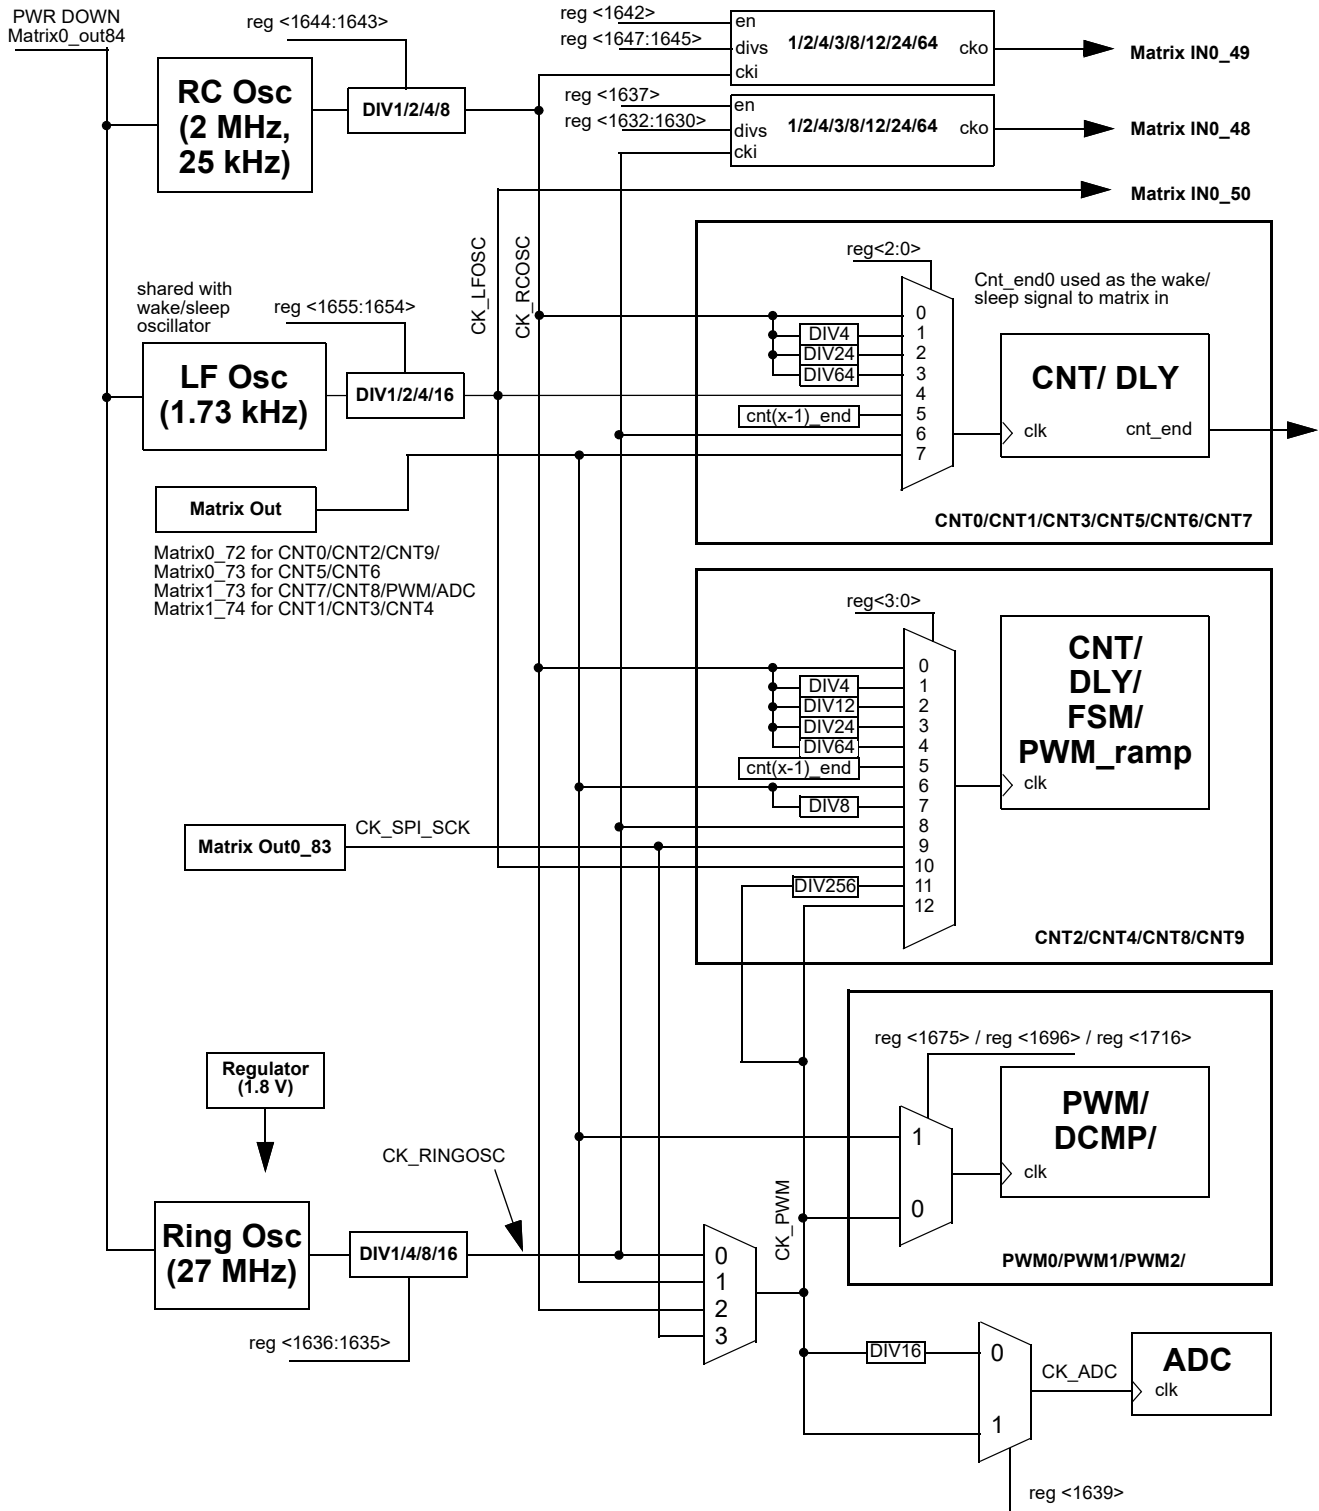 PWR DOWN
Matrix0_out84
reg <1644:1643>
RC Osc
(2 MHz,
25 kHz)
DIV1/2/4/8
reg <1642>
reg <1647:1645>
en
divs
cki
1/2/4/3/8/12/24/64
cko
Matrix IN0_49
reg <1637>
reg <1632:1630>
en
divs
cki
1/2/4/3/8/12/24/64
cko
Matrix IN0_48
Matrix IN0_50
CK_LFOSC
CK_RCOSC
shared with
wake/sleep
oscillator
reg <1655:1654>
LF Osc
(1.73 kHz)
DIV1/2/4/16
Matrix Out
Matrix0_72 for CNT0/CNT2/CNT9/
Matrix0_73 for CNT5/CNT6
Matrix1_73 for CNT7/CNT8/PWM/ADC
Matrix1_74 for CNT1/CNT3/CNT4
reg<2:0>
Cnt_end0 used as the wake/
sleep signal to matrix in
0
DIV4 1
DIV24 2
DIV64 3
4
cnt(x-1)_end 5
6
7
CNT/ DLY
clk
cnt_end
CNT0/CNT1/CNT3/CNT5/CNT6/CNT7
reg<3:0>
0
DIV4 1
DIV12 2
DIV24 3
DIV64 4
cnt(x-1)_end 5
6
DIV8 7
8
9
10
DIV256 11
12
CNT/
DLY/
FSM/
PWM_ramp
clk
CNT2/CNT4/CNT8/CNT9
Matrix Out0_83
CK_SPI_SCK
reg <1675> / reg <1696> / reg <1716>
1
0
PWM/
DCMP/
clk
PWM0/PWM1/PWM2/
Regulator
(1.8 V)
CK_RINGOSC
Ring Osc
(27 MHz)
DIV1/4/8/16
reg <1636:1635>
0
1
2
3
CK_PWM
DIV16
0
1
CK_ADC
ADC
clk
reg <1639>